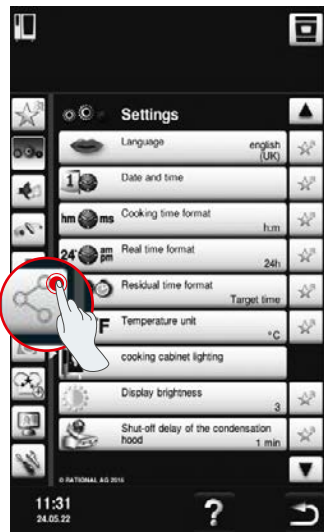 Settings
Language
english
(UK)
1
Date and time
hm ms
Cooking time format
h:m
24 am
pm
Real time format
24h
Residual time format
Target time
F
Temperature unit
°C
cooking cabinet lighting
Display brightness
3
Shut-off delay of the condensation
hood
1 min
© RATIONAL AG 2015
11:31
24.05.22
?